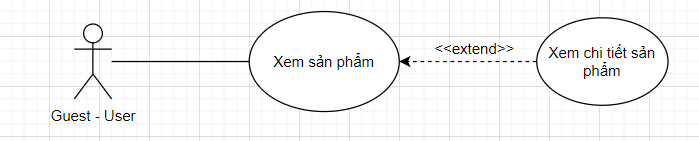 Guest - User
Xem sản phẩm
<<extend>>
Xem chi tiết sản
phẩm